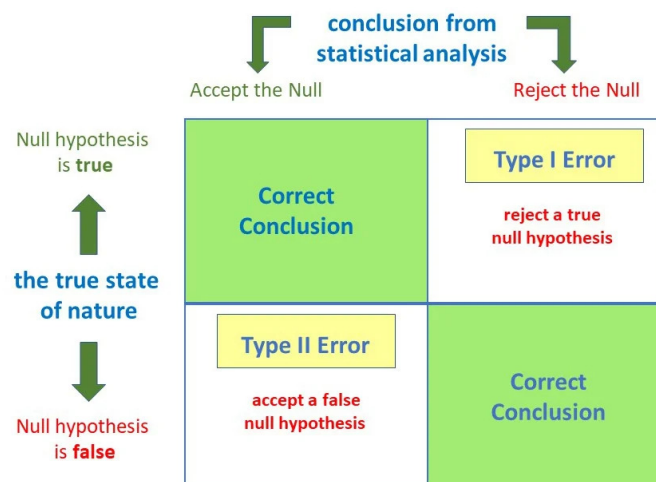 conclusion from
statistical analysis
Accept the Null
Reject the Null
Null hypothesis
is true
Correct
Conclusion
Type I Error
reject a true
null hypothesis
the true state
of nature
Type II Error
accept a false
null hypothesis
Correct
Conclusion
Null hypothesis
is false